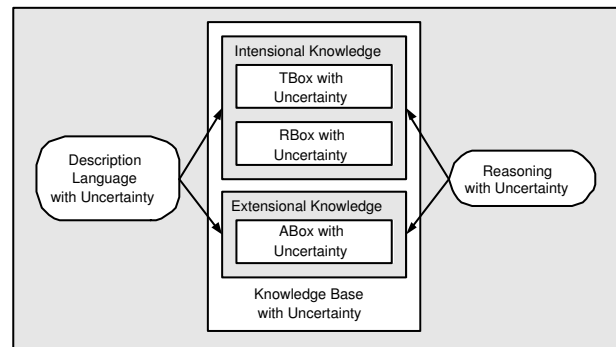 Intensional Knowledge
TBox with
Uncertainty
RBox with
Uncertainty
Description
Language
with Uncertainty
Reasoning
with Uncertainty
Extensional Knowledge
ABox with
Uncertainty
Knowledge Base
with Uncertainty